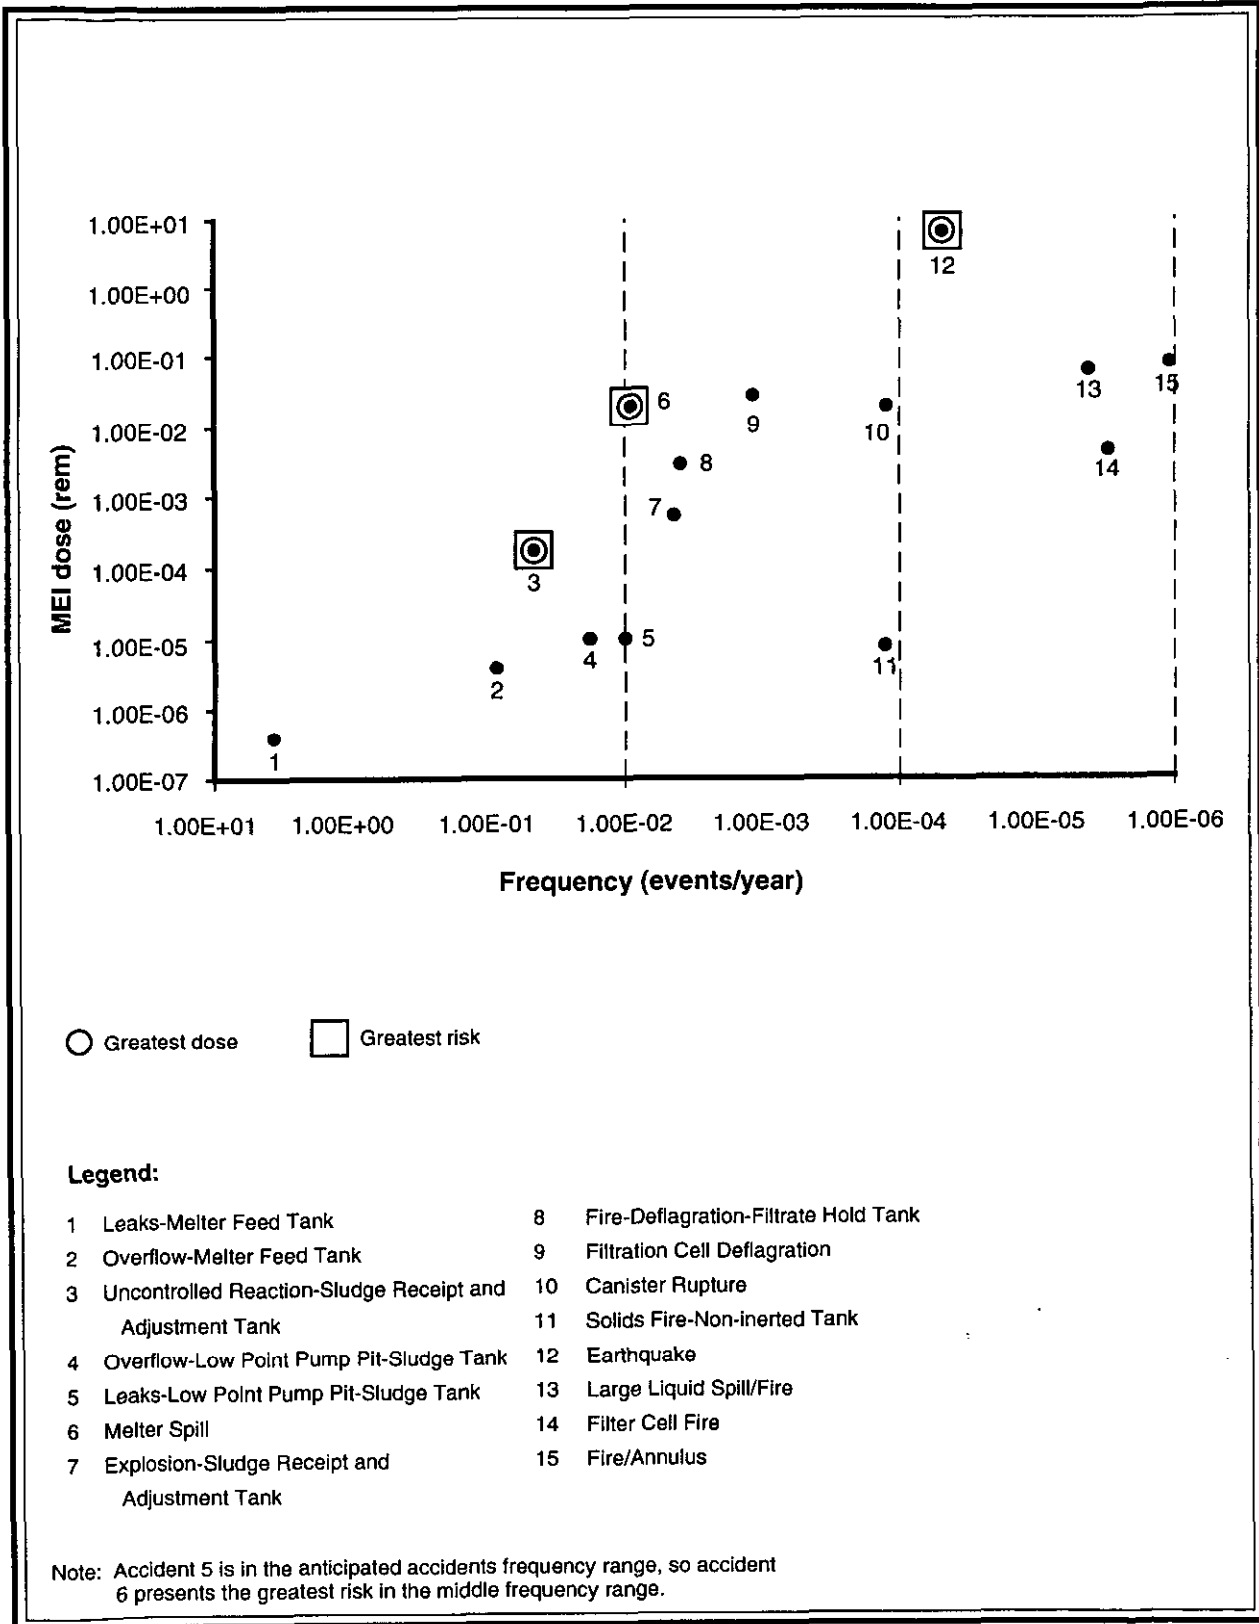 1.00E+01
12
1.00E+00
1.00E-01
13
15
6
9
10
1.00E-02
8
14
7
1.00E-03
MEI dose (rem)
3
1.00E-04
1.00E-05
5
4
11
2
1.00E-06
1
1.00E-07
1.00E+01 1.00E+00 1.00E-01 1.00E-02 1.00E-03 1.00E-04 1.00E-05 1.00E-06
Frequency (events/year)
Greatest dose
Greatest risk
Legend:
1 Leaks-Melter Feed Tank
2 Overflow-Melter Feed Tank
3 Uncontrolled Reaction-Sludge Receipt and
Adjustment Tank
4 Overflow-Low Point Pump Pit-Sludge Tank
5 Leaks-Low Point Pump Pit-Sludge Tank
6 Melter Spill
7 Explosion-Sludge Receipt and
Adjustment Tank
8 Fire-Deflagration-Filtrate Hold Tank
9 Filtration Cell Deflagration
10 Canister Rupture
11 Solids Fire-Non-inerted Tank
12 Earthquake
13 Large Liquid Spill/Fire
14 Filter Cell Fire
15 Fire/Annulus
Note: Accident 5 is in the anticipated accidents frequency range, so accident
6 presents the greatest risk in the middle frequency range.